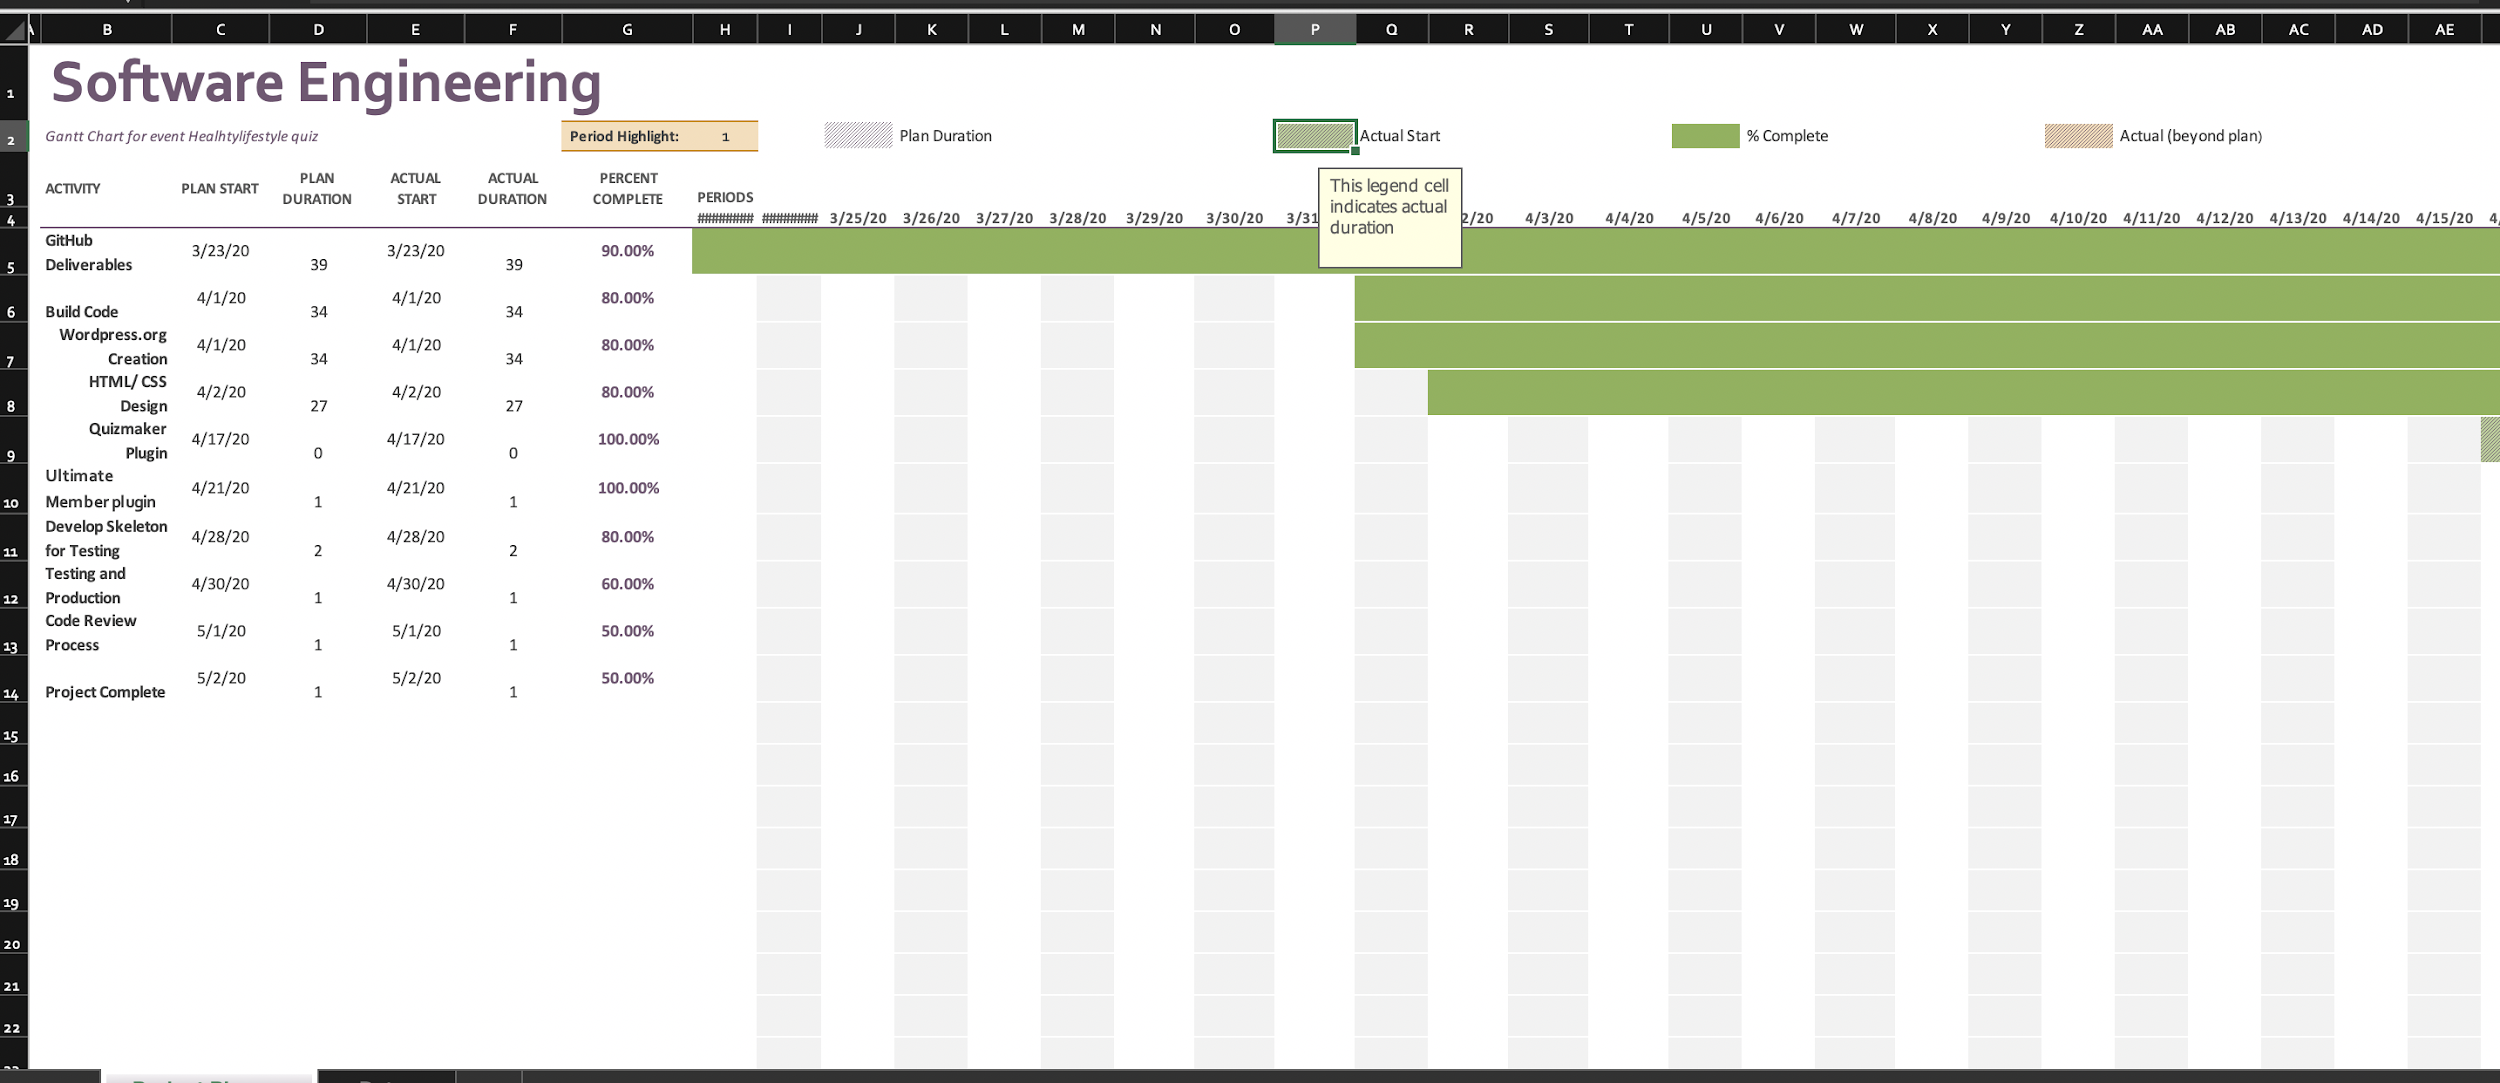 A B C D E F G H I J K L M N O P Q R S T U V W X Y Z AA AB AC AD AE
1 Software Engineering
2 Gantt Chart for event Healhtylifestyle quiz Period Highlight: 1 Plan Duration Actual Start % Complete Actual (beyond plan)
This legend cell
indicates actual
duration
3 ACTIVITY PLAN START PLAN DURATION ACTUAL START ACTUAL DURATION PERCENT COMPLETE PERIODS
4 ######## ######## 3/25/20 3/26/20 3/27/20 3/28/20 3/29/20 3/30/20 3/31 2/20 4/3/20 4/4/20 4/5/20 4/6/20 4/7/20 4/8/20 4/9/20 4/10/20 4/11/20 4/12/20 4/13/20 4/14/20 4/15/20 4/
5 GitHub Deliverables 3/23/20 39 3/23/20 39 90.00%
6 Build Code 4/1/20 34 4/1/20 34 80.00%
7 Wordpress.org Creation 4/1/20 34 4/1/20 34 80.00%
8 HTML/ CSS Design 4/2/20 27 4/2/20 27 80.00%
9 Quizmaker Plugin 4/17/20 0 4/17/20 0 100.00%
10 Ultimate Member plugin 4/21/20 1 4/21/20 1 100.00%
11 Develop Skeleton for Testing 4/28/20 2 4/28/20 2 80.00%
12 Testing and Production 4/30/20 1 4/30/20 1 60.00%
13 Code Review Process 5/1/20 1 5/1/20 1 50.00%
14 Project Complete 5/2/20 1 5/2/20 1 50.00%
15
16
17
18
19
20
21
22